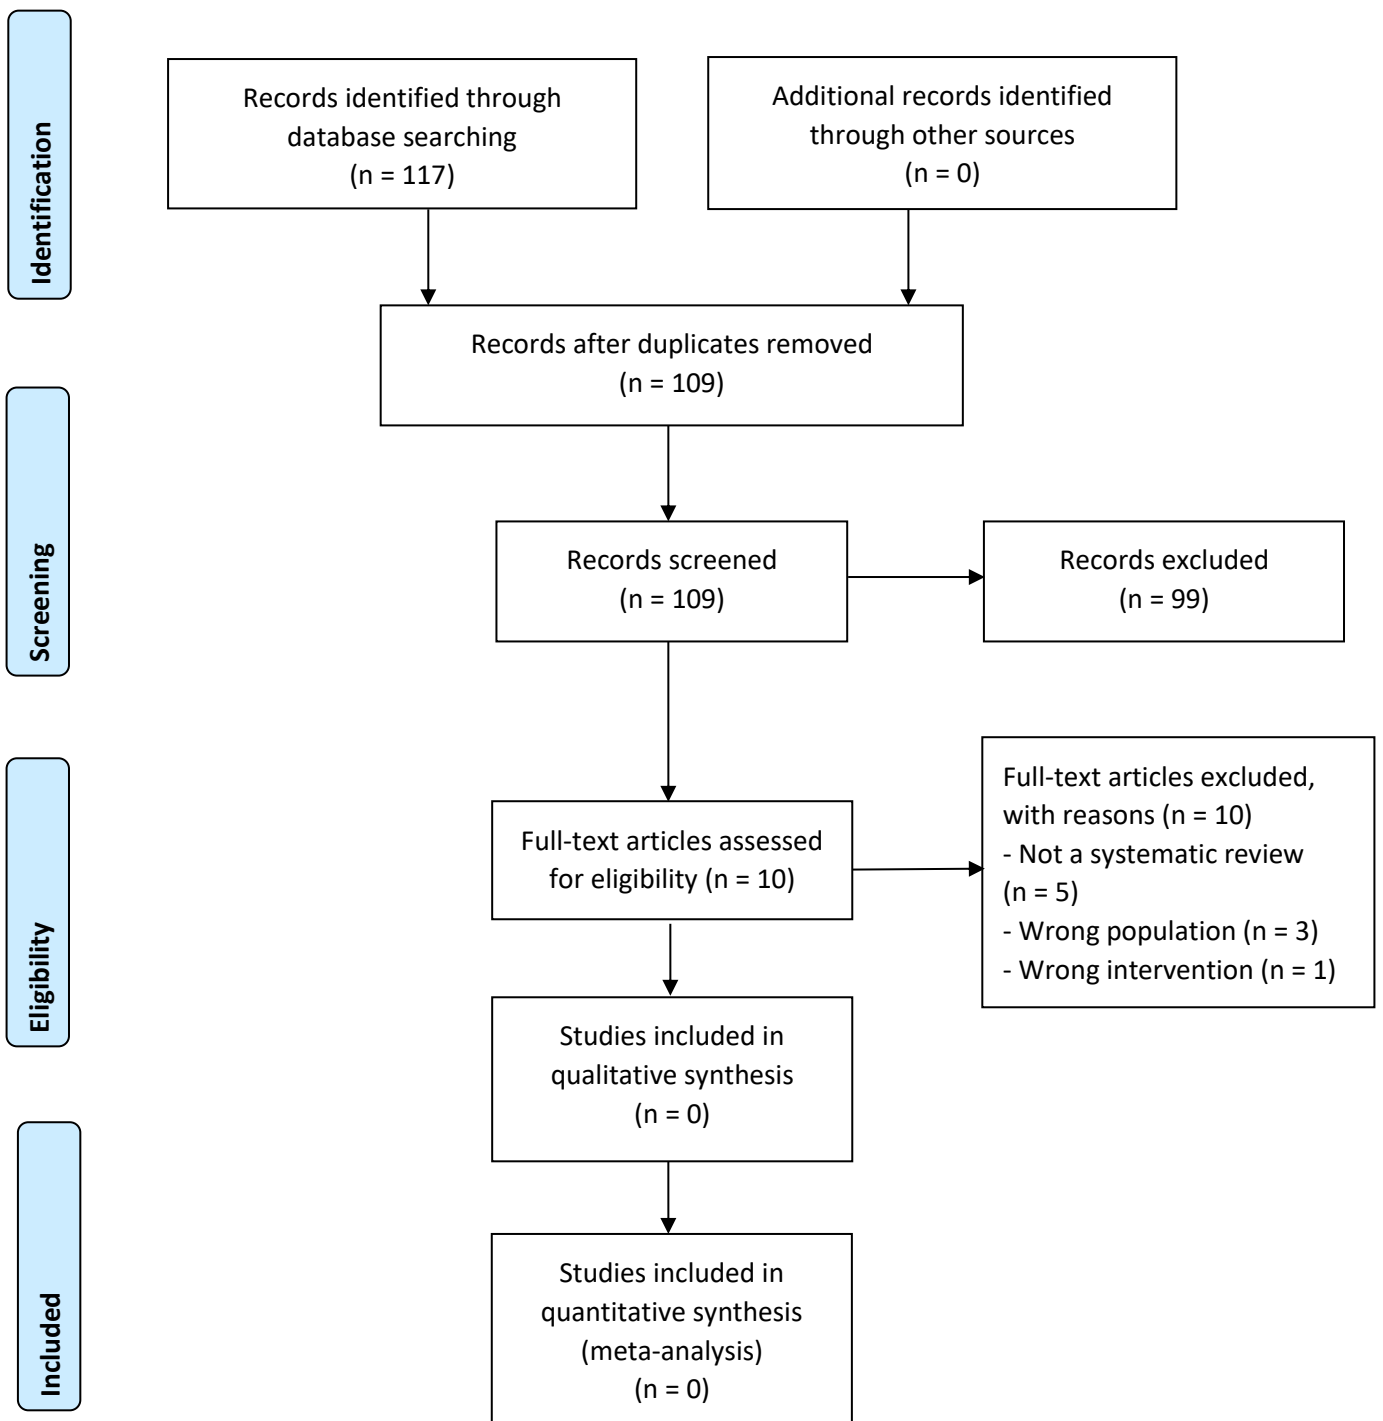 Identification
Records identified through
database searching
(n = 117)
Additional records identified
through other sources
(n = 0)
Records after duplicates removed
(n = 109)
Screening
Records screened
(n = 109)
Records excluded
(n = 99)
Eligibility
Full-text articles assessed
for eligibility (n = 10)
Full-text articles excluded,
with reasons (n = 10)
- Not a systematic review
(n = 5)
- Wrong population (n = 3)
- Wrong intervention (n = 1)
Studies included in
qualitative synthesis
(n = 0)
Included
Studies included in
quantitative synthesis
(meta-analysis)
(n = 0)